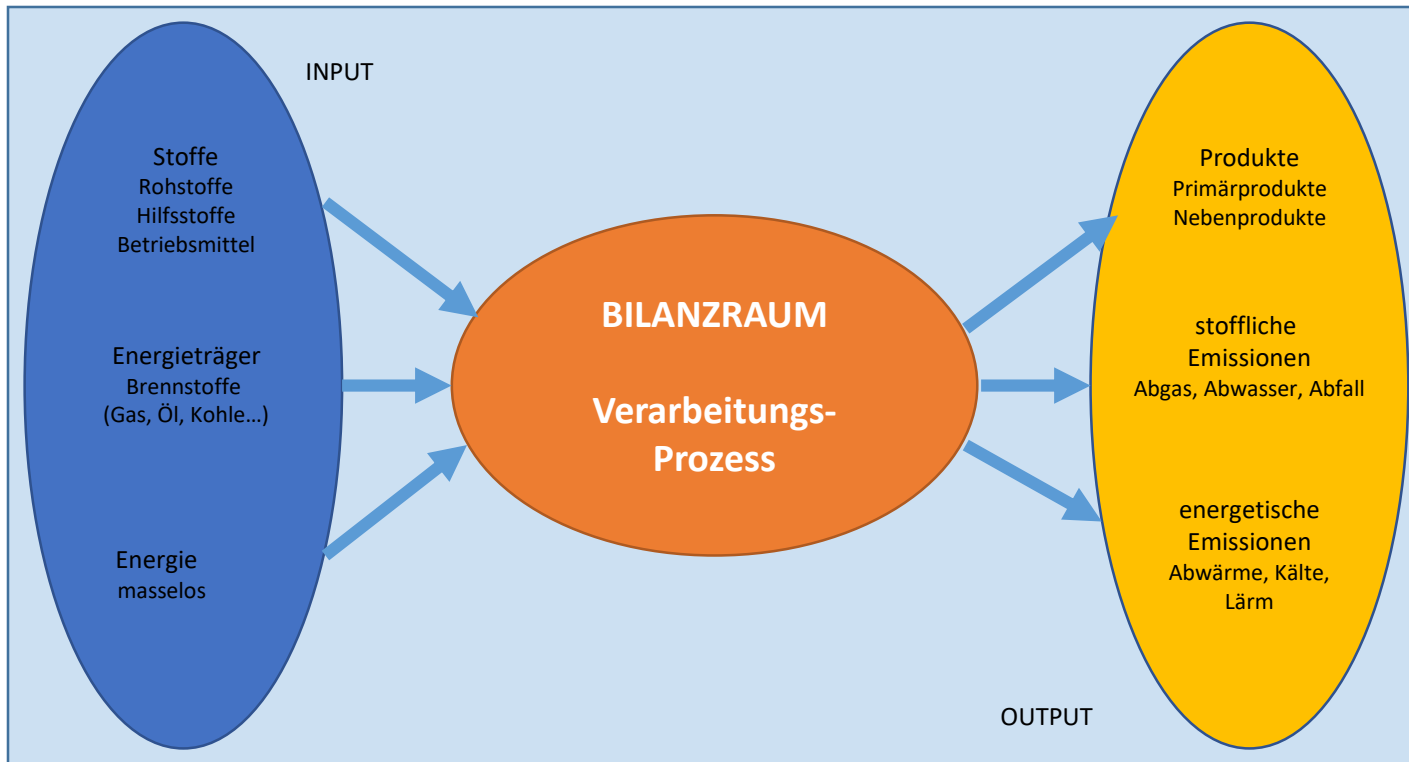 INPUT
Stoffe
Rohstoffe
Hilfsstoffe
Betriebsmittel
Energieträger
Brennstoffe
(Gas, Öl, Kohle…)
Energie
masselos
BILANZRAUM
Verarbeitungs-
Prozess
Produkte
Primärprodukte
Nebenprodukte
stoffliche
Emissionen
Abgas, Abwasser, Abfall
energetische
Emissionen
Abwärme, Kälte,
Lärm
OUTPUT